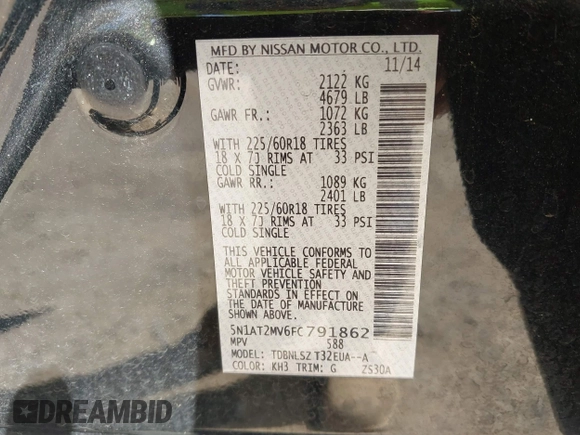 MFD BY NISSAN MOTOR CO., LTD.
DATE: 11/14
GVWR: 2122 KG
4679 LB
GAWR FR.: 1072 KG
2363 LB
WITH 225/60R18 TIRES
18 X 7J RIMS AT 33 PSI
COLD SINGLE
GAWR RR.: 1089 KG
2401 LB
WITH 225/60R18 TIRES
18 X 7J RIMS AT 33 PSI
COLD SINGLE
THIS VEHICLE CONFORMS TO
ALL APPLICABLE FEDERAL
MOTOR VEHICLE SAFETY AND
THEFT PREVENTION
STANDARDS IN EFFECT ON
THE DATE OF MANUFACTURE
SHOWN ABOVE.
5N1AT2MV6FC791862
MPV 588
MODEL: TDBNLSZ T32EUA--A
COLOR: KH3 TRIM: G ZS30A
DREAMBID